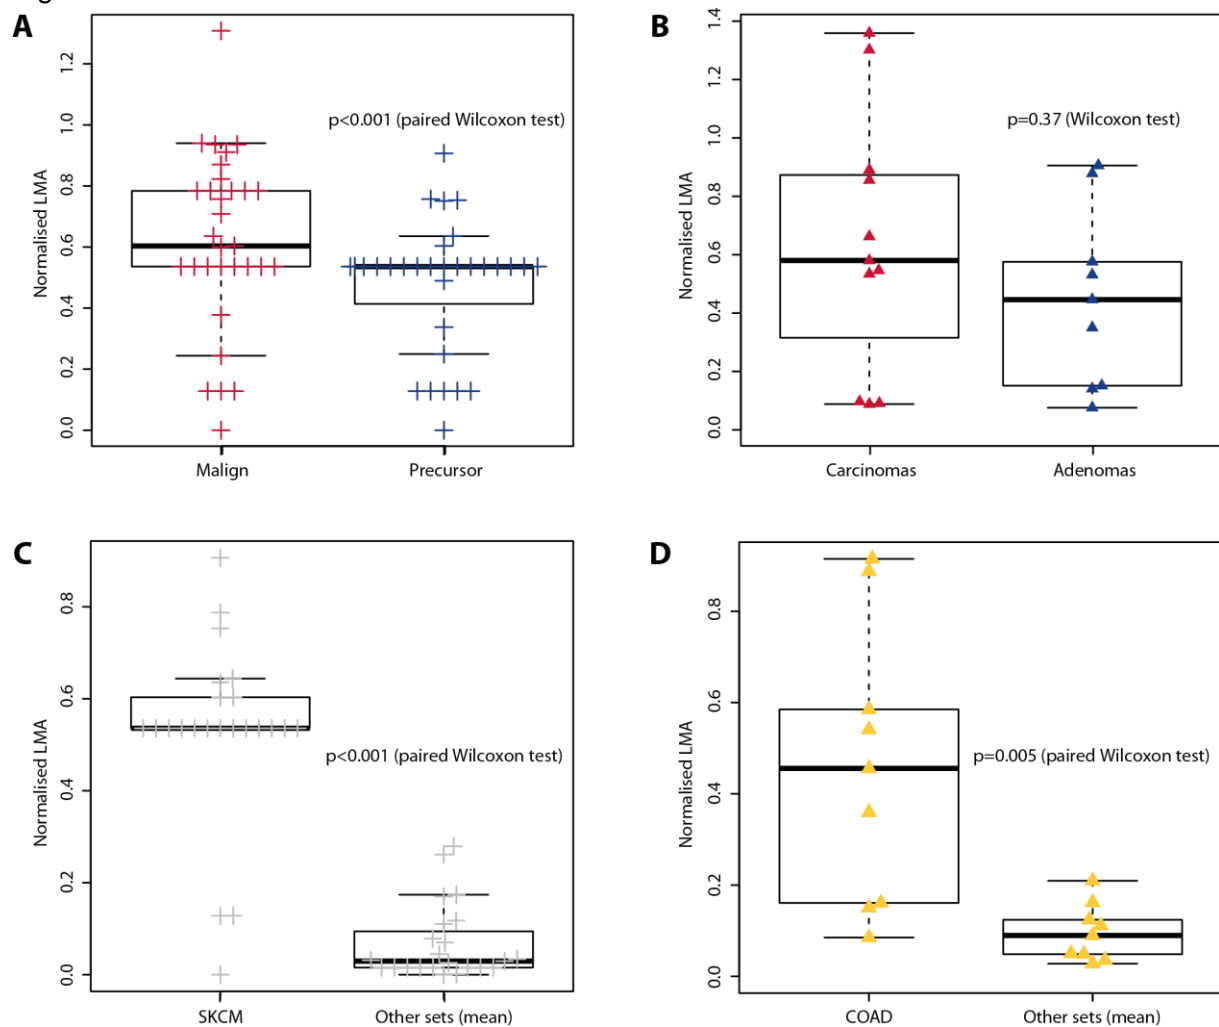 A
Normalised LMA
0.0
0.2
0.4
0.6
0.8
1.0
1.2
p<0.001 (paired Wilcoxon test)
Malign
Precursor
B
Normalised LMA
0.0
0.2
0.4
0.6
0.8
1.0
1.2
1.4
p=0.37 (Wilcoxon test)
Carcinomas
Adenomas
C
Normalised LMA
0.0
0.2
0.4
0.6
0.8
p<0.001 (paired Wilcoxon test)
SKCM
Other sets (mean)
D
Normalised LMA
0.0
0.2
0.4
0.6
0.8
p=0.005 (paired Wilcoxon test)
COAD
Other sets (mean)